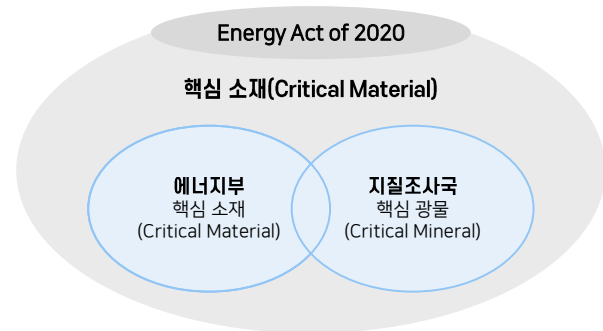 Energy Act of 2020
핵심 소재(Critical Material)
에너지부
핵심 소재
(Critical Material)
지질조사국
핵심 광물
(Critical Mineral)